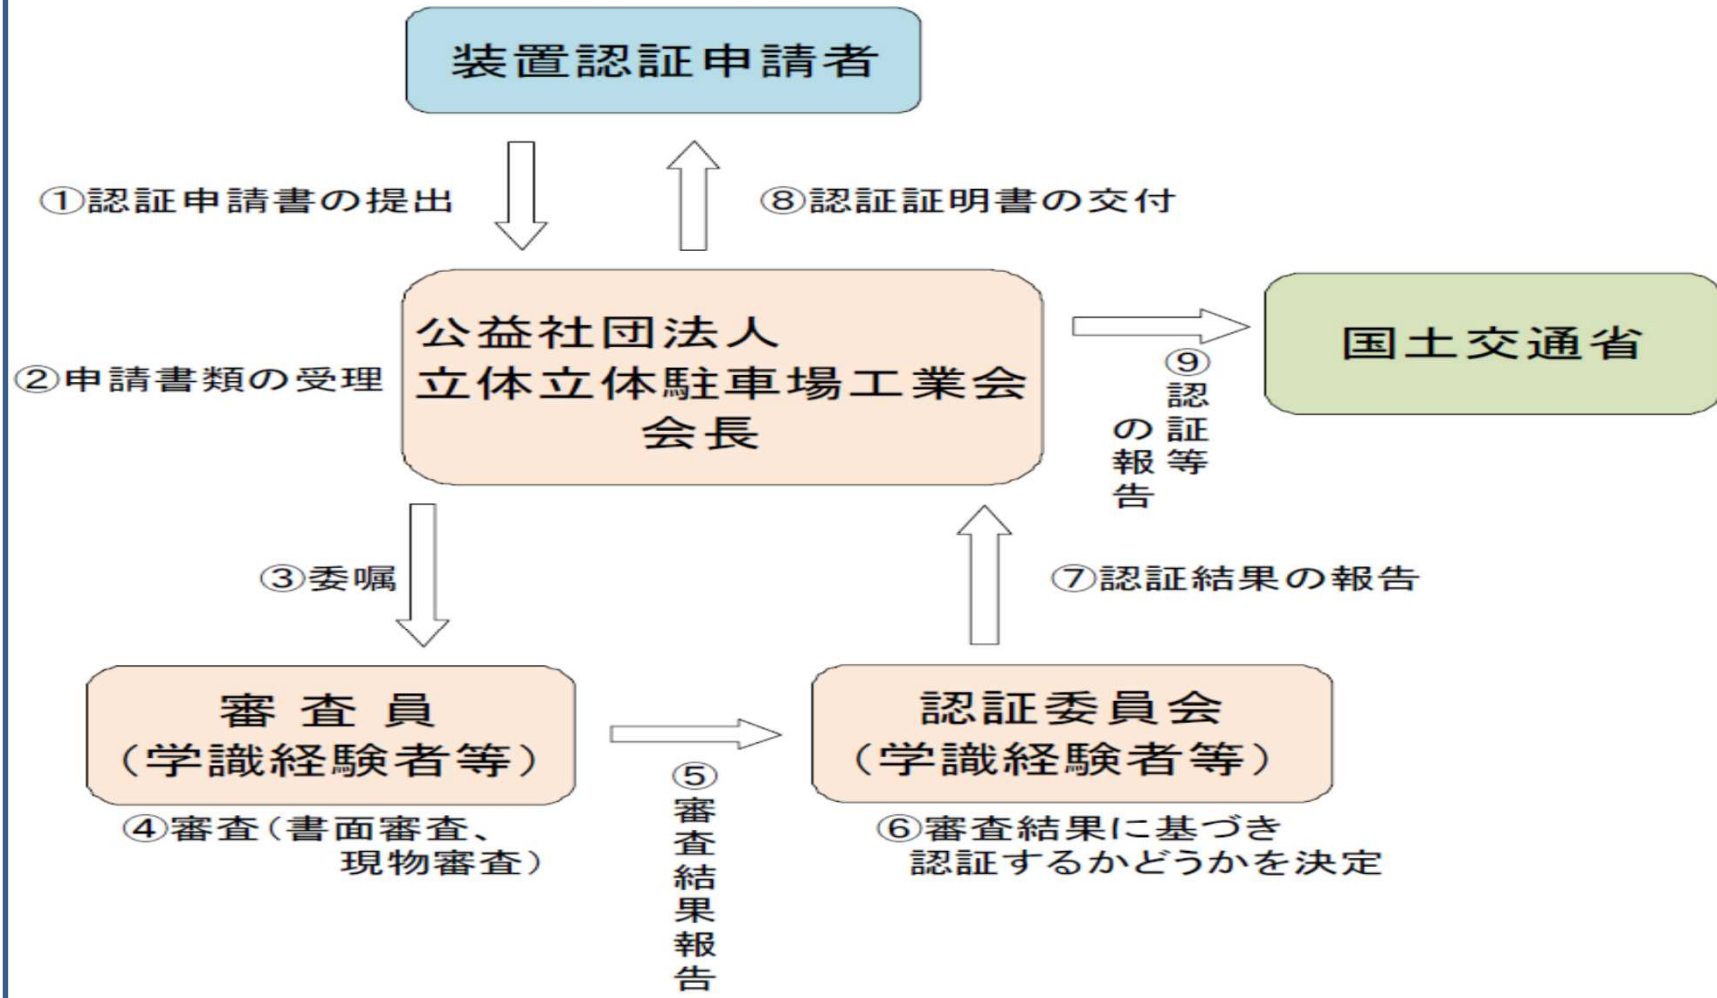 装置認証申請者
①認証申請書の提出
⑧認証証明書の交付
公益社団法人
立体立体駐車場工業会
会長
②申請書類の受理
国土交通省
⑨認証等
の報告
③委嘱
⑦認証結果の報告
審 査 員
(学識経験者等)
認証委員会
(学識経験者等)
④審査(書面審査、
現物審査)
⑤審査結果報告
⑥審査結果に基づき
認証するかどうかを決定